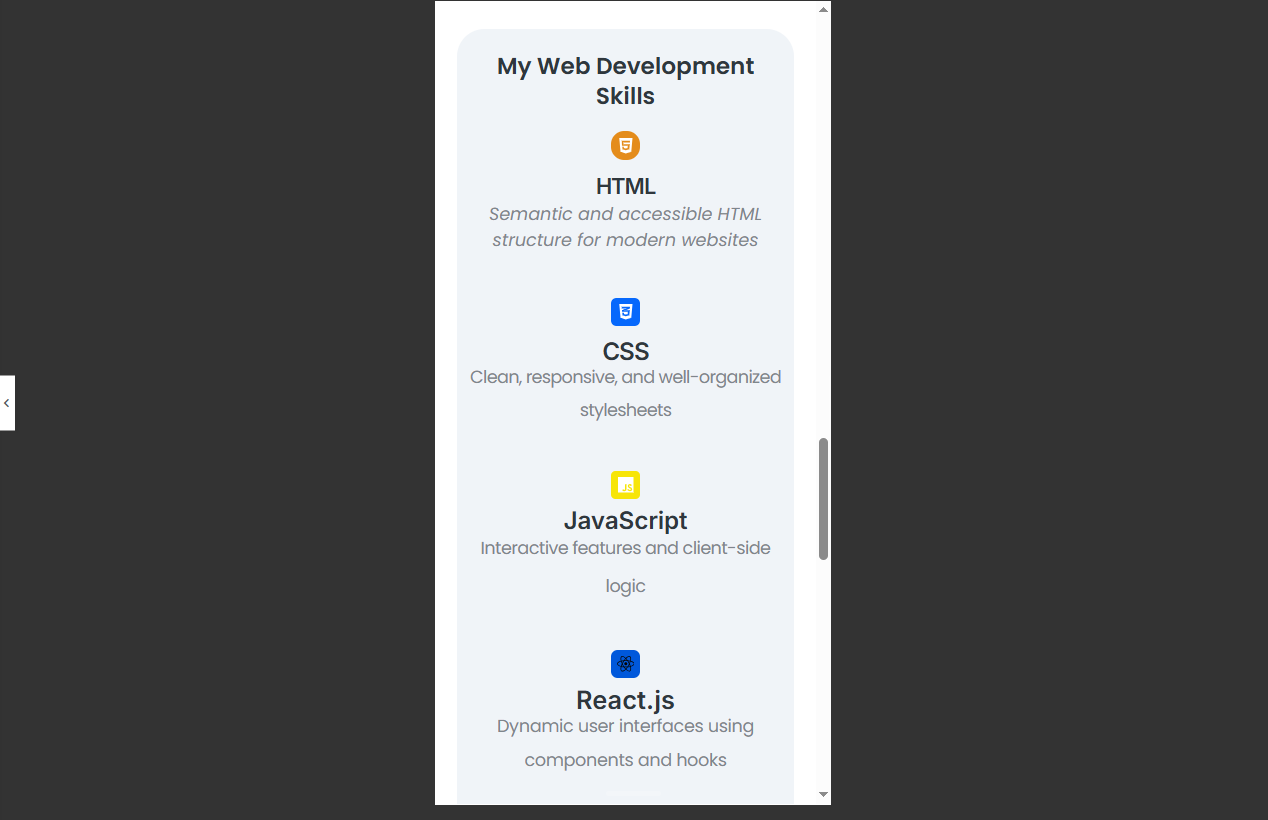 My Web Development
Skills
HTML
Semantic and accessible HTML
structure for modern websites
CSS
Clean, responsive, and well-organized
stylesheets
JS
JavaScript
Interactive features and client-side
logic
React.js
Dynamic user interfaces using
components and hooks